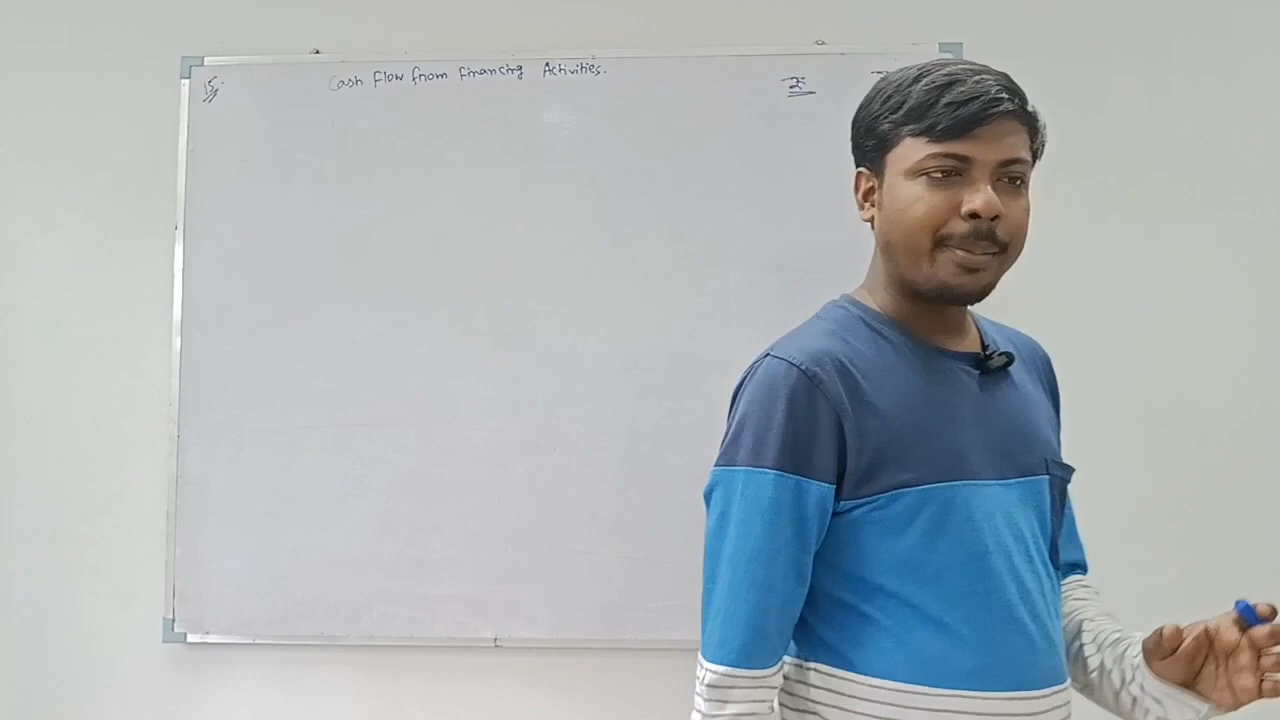 15. Cash Flow from Financing Activities. ₹